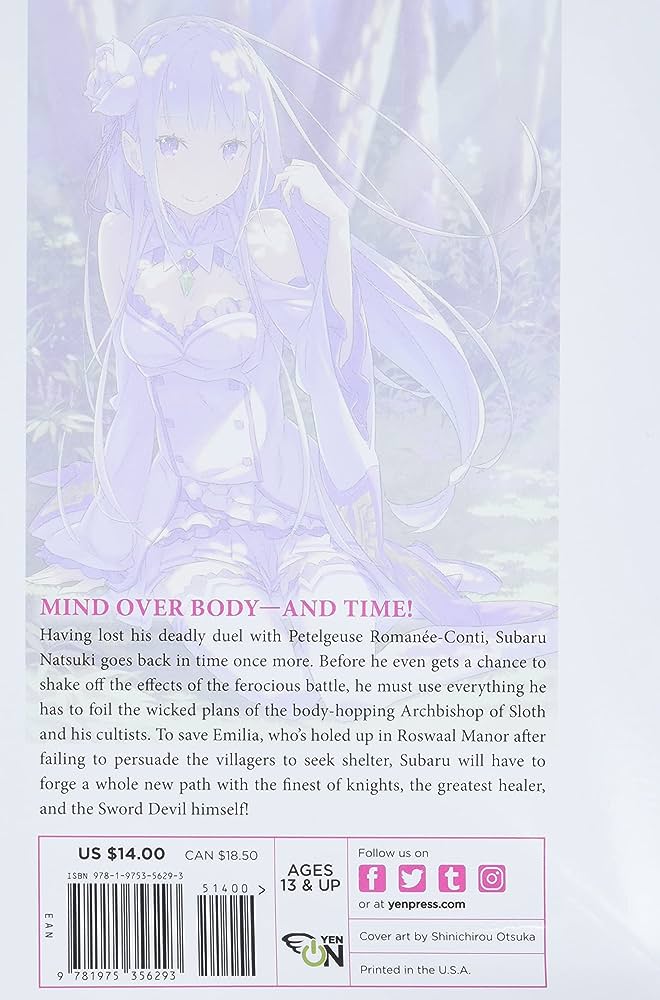 MIND OVER BODY—AND TIME!
Having lost his deadly duel with Petelgeuse Romanée-Conti, Subaru
Natsuki goes back in time once more. Before he even gets a chance to
shake off the effects of the ferocious battle, he must use everything he
has to foil the wicked plans of the body-hopping Archbishop of Sloth
and his cultists. To save Emilia, who's holed up in Roswaal Manor after
failing to persuade the villagers to seek shelter, Subaru will have to
forge a whole new path with the finest of knights, the greatest healer,
and the Sword Devil himself!
US $14.00 CAN $18.50
ISBN 978-1-9753-5629-3
51400 >
EAN
9 781975 356293
AGES
13 & UP
YEN
ON
Follow us on
or at yenpress.com
Cover art by Shinichirou Otsuka
Printed in the U.S.A.